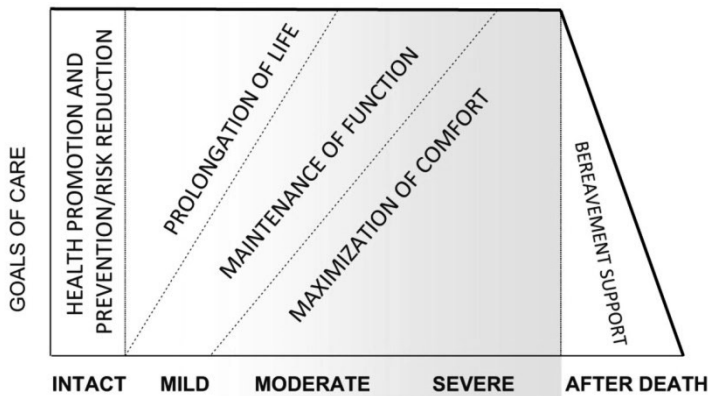 GOALS OF CARE
HEALTH PROMOTION AND
PREVENTION/RISK REDUCTION
PROLONGATION OF LIFE
MAINTENANCE OF FUNCTION
MAXIMIZATION OF COMFORT
BEREAVEMENT SUPPORT
INTACT
MILD
MODERATE
SEVERE
AFTER DEATH